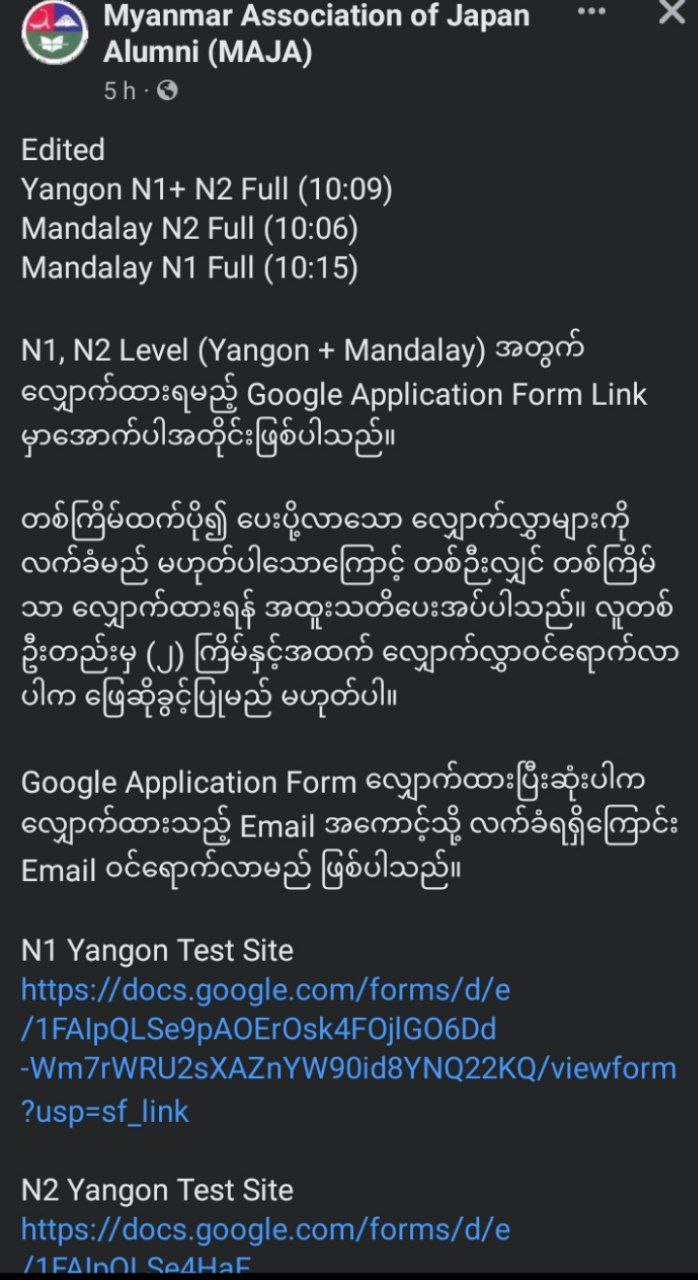 Myanmar Association of Japan
Alumni (MAJA)
5 h ·
Edited
Yangon N1+ N2 Full (10:09)
Mandalay N2 Full (10:06)
Mandalay N1 Full (10:15)
N1, N2 Level (Yangon + Mandalay) အတွက်
လျှောက်ထားရမည့် Google Application Form Link
မှာအောက်ပါအတိုင်းဖြစ်ပါသည်။
တစ်ကြိမ်ထက်ပို၍ ပေးပို့လာသော လျှောက်လွှာများကို
လက်ခံမည် မဟုတ်ပါသောကြောင့် တစ်ဦးလျှင် တစ်ကြိမ်
သာ လျှောက်ထားရန် အထူးသတိပေးအပ်ပါသည်။ လူတစ်
ဦးတည်းမှ (၂) ကြိမ်နှင့်အထက် လျှောက်လွှာဝင်ရောက်လာ
ပါက ဖြေဆိုခွင့်ပြုမည် မဟုတ်ပါ။
Google Application Form လျှောက်ထားပြီးဆုံးပါက
လျှောက်ထားသည့် Email အကောင့်သို့ လက်ခံရရှိကြောင်း
Email ဝင်ရောက်လာမည် ဖြစ်ပါသည်။
N1 Yangon Test Site
https://docs.google.com/forms/d/e
/1FAIpQLSe9pAOErOsk4FOjlGO6Dd
-Wm7rWRU2sXAZnYW90id8YNQ22KQ/viewform
?usp=sf_link
N2 Yangon Test Site
https://docs.google.com/forms/d/e
/1FAIpQLSe4HaF